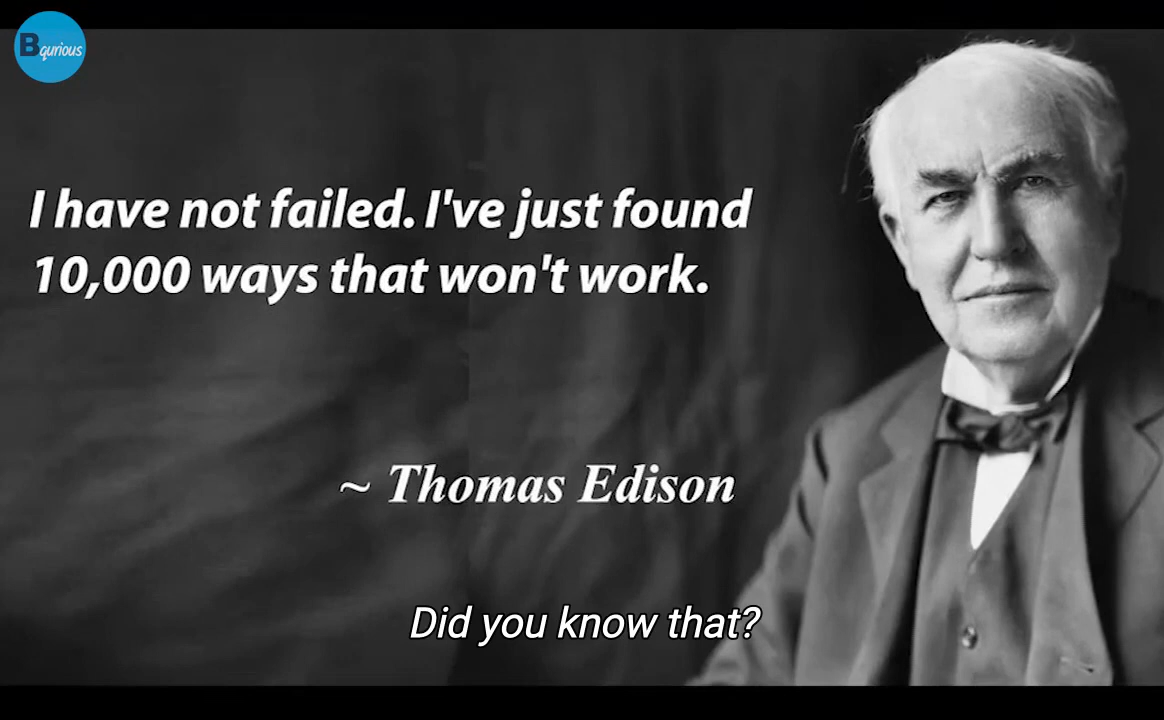 Bqurious
I have not failed. I've just found
10,000 ways that won't work.
~ Thomas Edison
Did you know that?